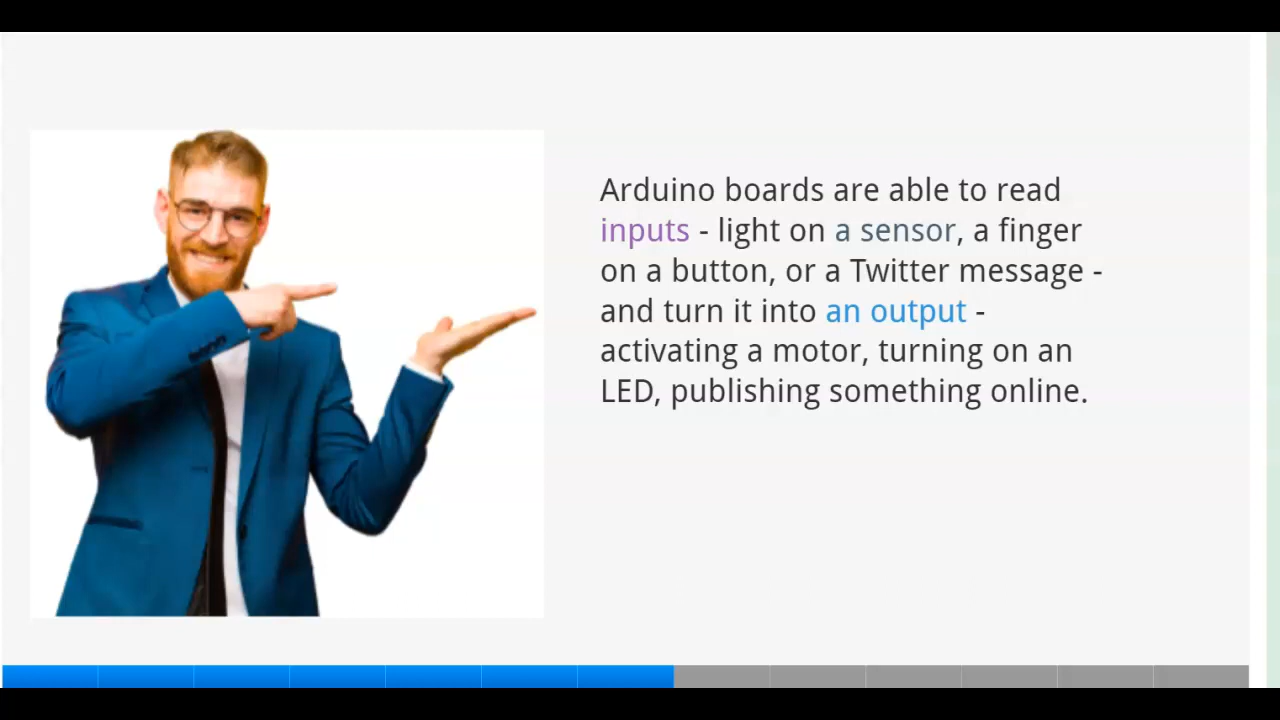 Arduino boards are able to read
inputs - light on a sensor, a finger
on a button, or a Twitter message -
and turn it into an output -
activating a motor, turning on an
LED, publishing something online.